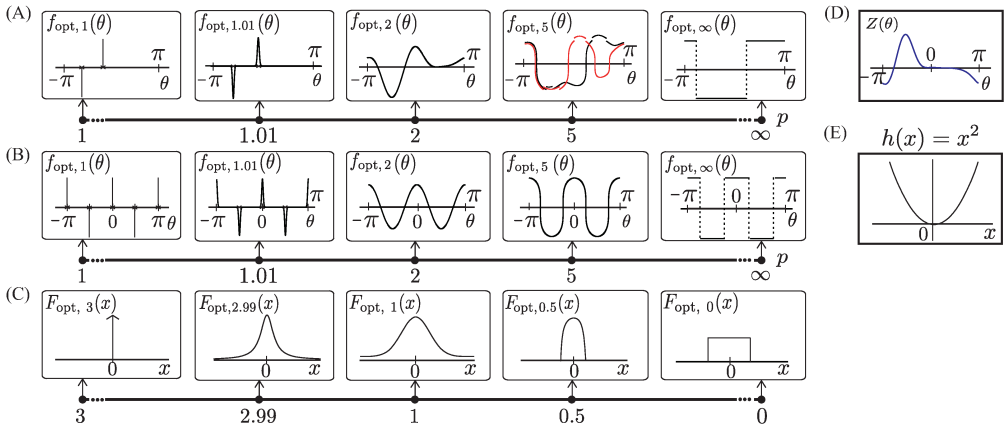 (A)
f_opt, 1(θ) π -π θ
f_opt, 1.01(θ) π -π θ
f_opt, 2(θ) π -π θ
f_opt, 5(θ) π -π θ
f_opt, ∞(θ) π -π θ
1 1.01 2 5 ∞ p
(B)
f_opt, 1(θ) -π 0 π θ
f_opt, 1.01(θ) π -π 0 θ
f_opt, 2(θ) π -π 0 θ
f_opt, 5(θ) π -π 0 θ
f_opt, ∞(θ) -π 0 π θ
1 1.01 2 5 ∞ p
(C)
F_opt, 3(x) 0 x
F_opt,2.99(x) 0 x
F_opt, 1(x) 0 x
F_opt,0.5(x) 0 x
F_opt, 0(x) 0 x
3 2.99 1 0.5 0
(D)
Z(θ) 0 π -π θ
(E)
h(x) = x²
0 x